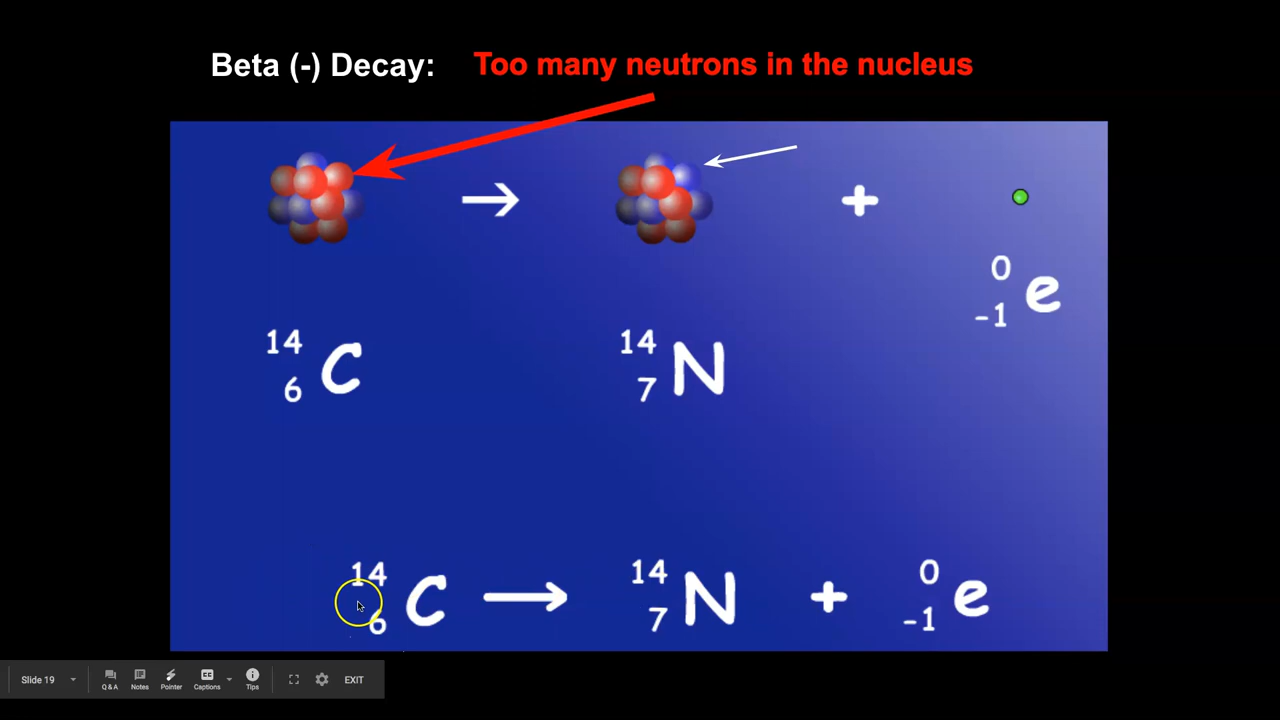 Beta (-) Decay: Too many neutrons in the nucleus
→ +
14 14 0
6 C 7 N -1 e
14 14 0
6 C → 7 N + -1 e
Slide 19 Q & A Notes Pointer Captions Tips EXIT